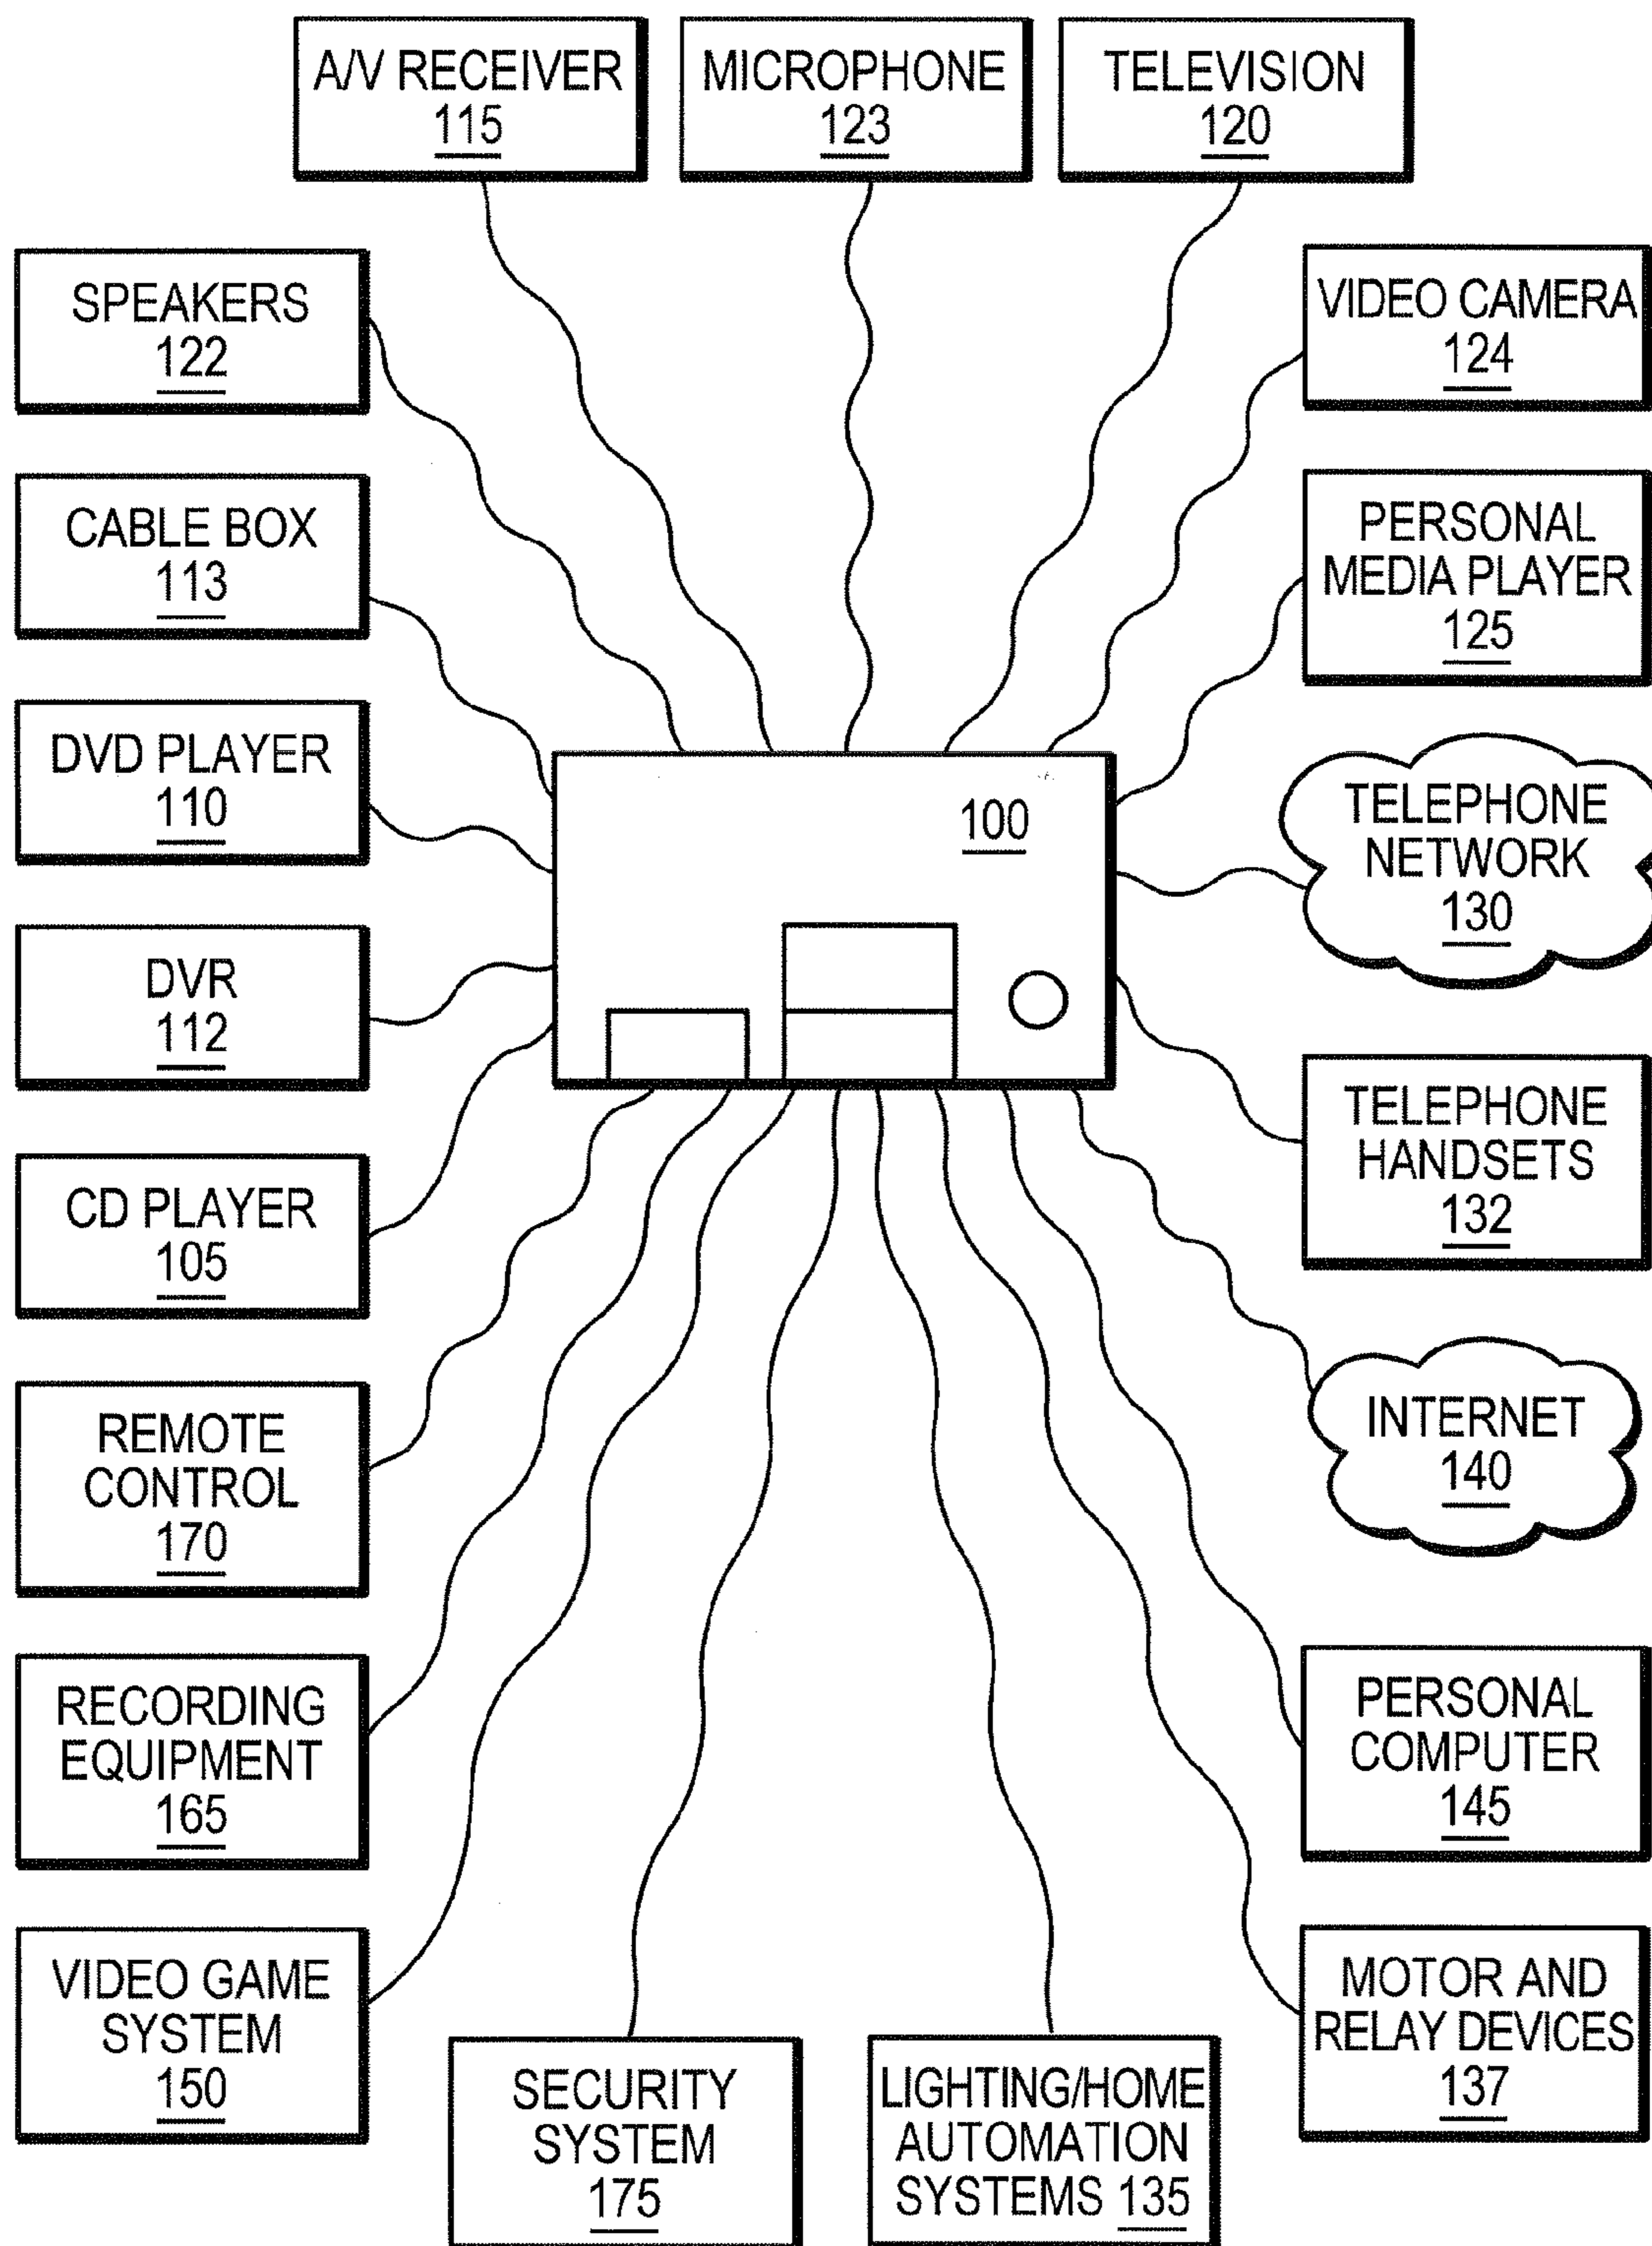 A/V RECEIVER
115
MICROPHONE
123
TELEVISION
120
SPEAKERS
122
VIDEO CAMERA
124
CABLE BOX
113
PERSONAL
MEDIA PLAYER
125
DVD PLAYER
110
100
TELEPHONE
NETWORK
130
DVR
112
TELEPHONE
HANDSETS
132
CD PLAYER
105
REMOTE
CONTROL
170
INTERNET
140
RECORDING
EQUIPMENT
165
PERSONAL
COMPUTER
145
VIDEO GAME
SYSTEM
150
MOTOR AND
RELAY DEVICES
137
SECURITY
SYSTEM
175
LIGHTING/HOME
AUTOMATION
SYSTEMS 135